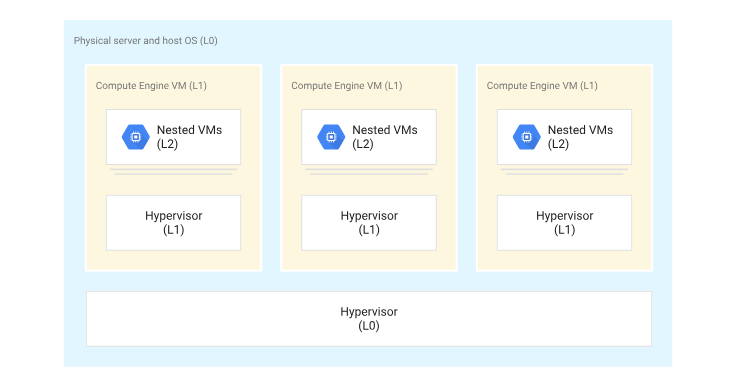 Physical server and host OS (L0)
Compute Engine VM (L1)
Nested VMs
(L2)
Hypervisor
(L1)
Compute Engine VM (L1)
Nested VMs
(L2)
Hypervisor
(L1)
Compute Engine VM (L1)
Nested VMs
(L2)
Hypervisor
(L1)
Hypervisor
(L0)